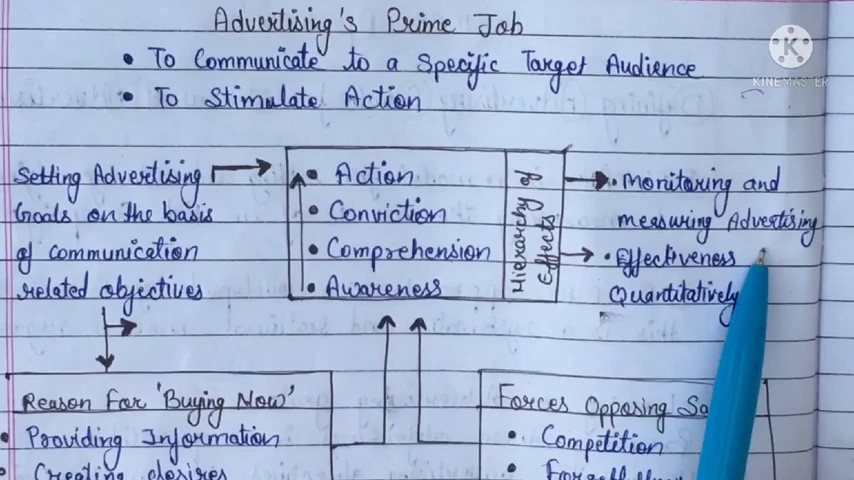 Advertising's Prime Job
• To Communicate to a Specific Target Audience
• To Stimulate Action
K
KINEMASTER
Setting Advertising
Goals on the basis
of communication
related objectives
• Action
• Conviction
• Comprehension
• Awareness
Hierarchy of
Effects
• Monitoring and
measuring Advertising
• Effectiveness
Quantitatively
Reason For 'Buying Now'
• Providing Information
• Creating desires
Forces Opposing
• Competition